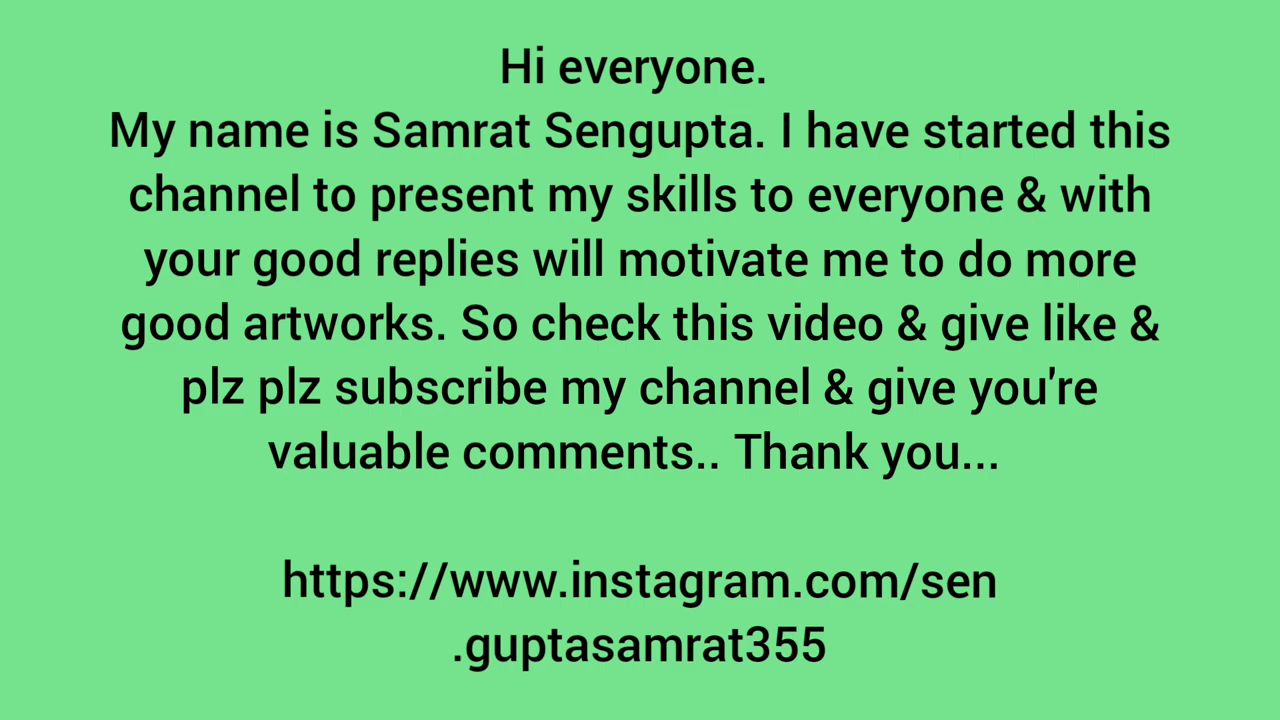 Hi everyone.
My name is Samrat Sengupta. I have started this
channel to present my skills to everyone & with
your good replies will motivate me to do more
good artworks. So check this video & give like &
plz plz subscribe my channel & give you're
valuable comments.. Thank you...
https://www.instagram.com/sen
.guptasamrat355